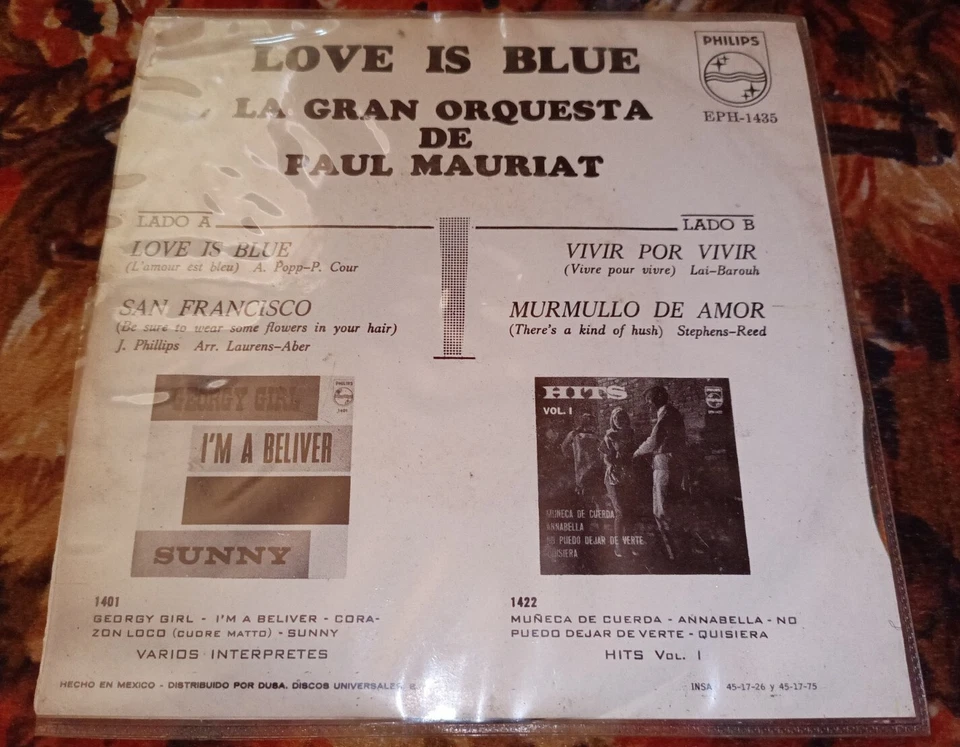 LOVE IS BLUE
PHILIPS
EPH-1435
LA GRAN ORQUESTA
DE
PAUL MAURIAT
LADO A
LOVE IS BLUE
(L'amour est bleu) A. Popp-P. Cour
SAN FRANCISCO
(Be sure to wear some flowers in your hair)
J. Phillips Arr. Laurens-Aber
LADO B
VIVIR POR VIVIR
(Vivre pour vivre) Lai-Barouh
MURMULLO DE AMOR
(There's a kind of hush) Stephens-Reed
GEORGY GIRL
I'M A BELIVER
SUNNY
HITS
VOL. I
MUÑECA DE CUERDA
ANNABELLA
NO PUEDO DEJAR DE VERTE
QUISIERA
1401
GEORGY GIRL - I'M A BELIVER - CORA-
ZON LOCO (CUORE MATTO) - SUNNY
VARIOS INTERPRETES
1422
MUÑECA DE CUERDA - ANNABELLA - NO
PUEDO DEJAR DE VERTE - QUISIERA
HITS VOL. I
HECHO EN MEXICO - DISTRIBUIDO POR DUSA. DISCOS UNIVERSALES
INSA 45-17-26 y 45-17-75